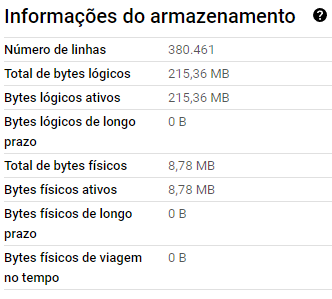 Informações do armazenamento ?
Número de linhas 380.461
Total de bytes lógicos 215,36 MB
Bytes lógicos ativos 215,36 MB
Bytes lógicos de longo 0 B
prazo
Total de bytes físicos 8,78 MB
Bytes físicos ativos 8,78 MB
Bytes físicos de longo 0 B
prazo
Bytes físicos de viagem 0 B
no tempo